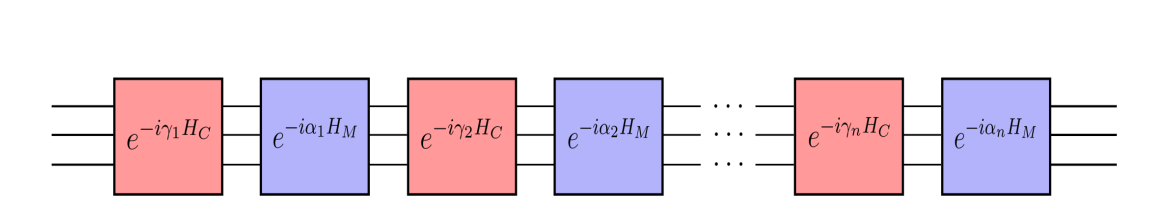 e^{-iγ_1 H_C} e^{-iα_1 H_M} e^{-iγ_2 H_C} e^{-iα_2 H_M} ... e^{-iγ_n H_C} e^{-iα_n H_M}